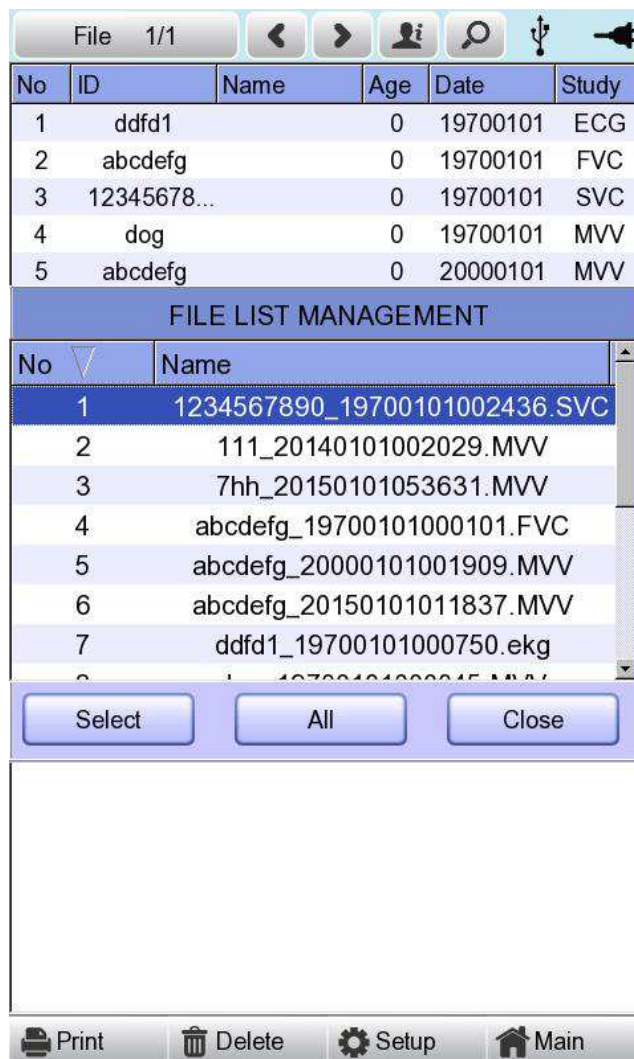 File 1/1
No ID Name Age Date Study
1 ddfd1 0 19700101 ECG
2 abcdefg 0 19700101 FVC
3 12345678... 0 19700101 SVC
4 dog 0 19700101 MVV
5 abcdefg 0 20000101 MVV
FILE LIST MANAGEMENT
No Name
1 1234567890_19700101002436.SVC
2 111_20140101002029.MVV
3 7hh_20150101053631.MVV
4 abcdefg_19700101000101.FVC
5 abcdefg_20000101001909.MVV
6 abcdefg_20150101011837.MVV
7 ddfd1_19700101000750.ekg
Select All Close
Print Delete Setup Main